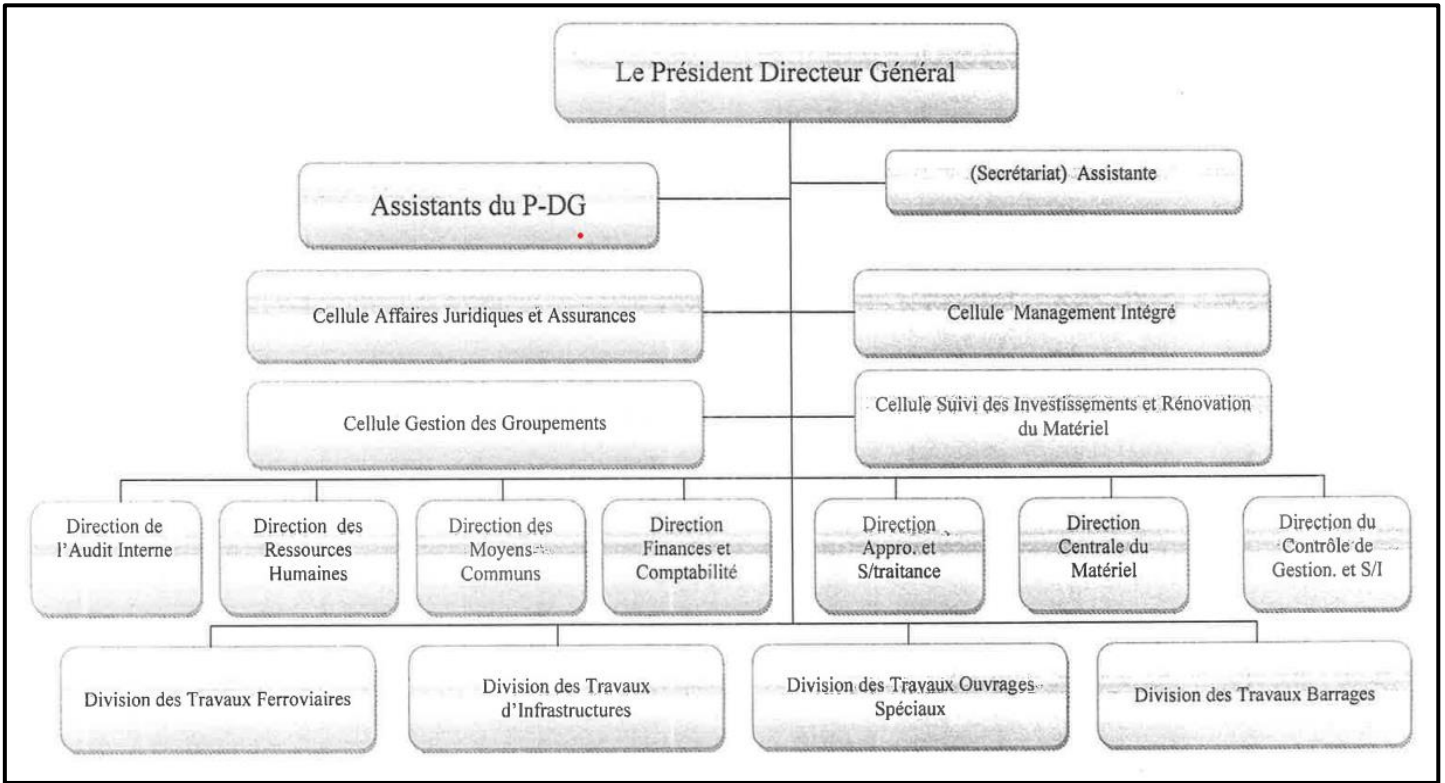 Le Président Directeur Général
(Secrétariat) Assistante
Assistants du P-DG
Cellule Affaires Juridiques et Assurances
Cellule Management Intégré
Cellule Gestion des Groupements
Cellule Suivi des Investissements et Rénovation
du Matériel
Direction de
l'Audit Interne
Direction des
Ressources
Humaines
Direction des
Moyens
Communs
Direction
Finances et
Comptabilité
Direction
Appro. et
S/traitance
Direction
Centrale du
Matériel
Direction du
Contrôle de
Gestion. et S/I
Division des Travaux Ferroviaires
Division des Travaux
d'Infrastructures
Division des Travaux Ouvrages
Spéciaux
Division des Travaux Barrages